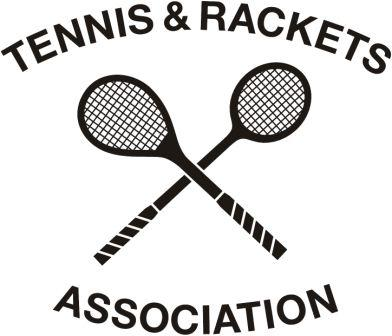 TENNIS & RACKETS
ASSOCIATION